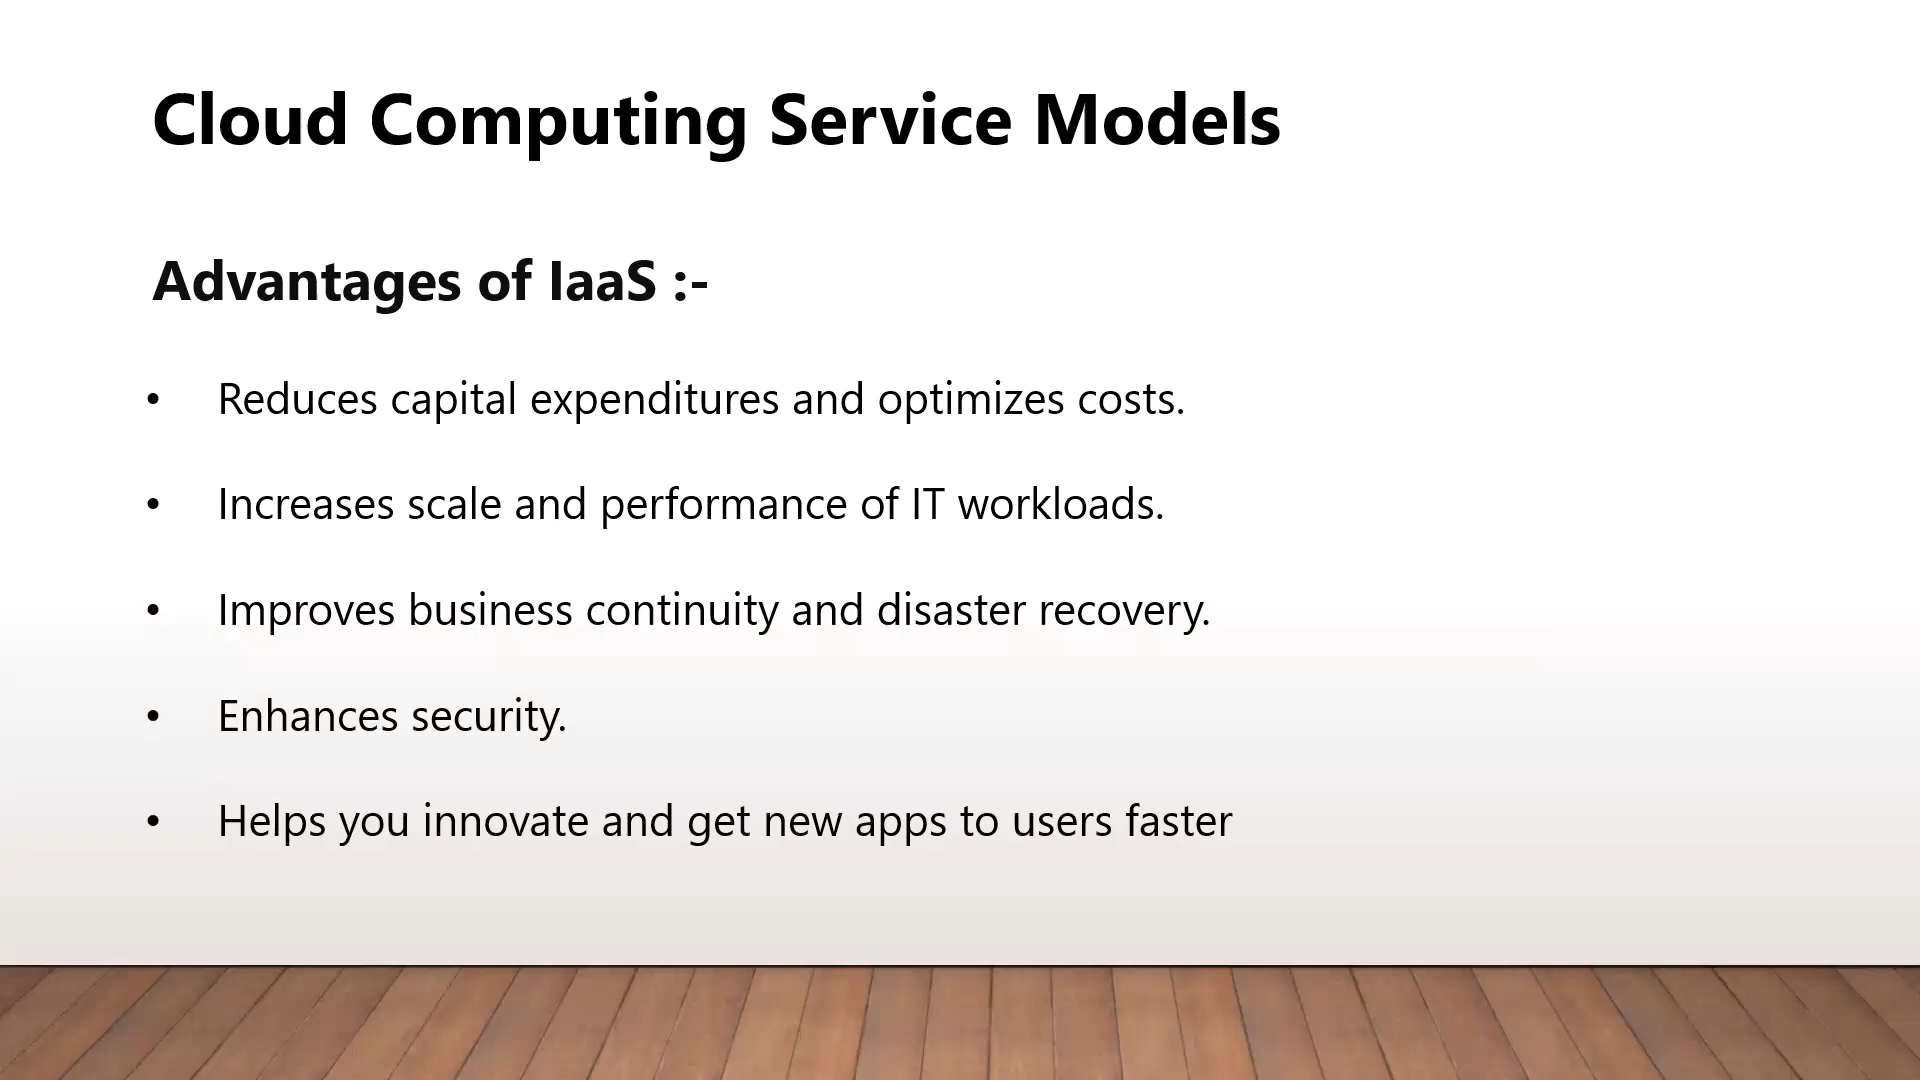 Cloud Computing Service Models
Advantages of IaaS :-
• Reduces capital expenditures and optimizes costs.
• Increases scale and performance of IT workloads.
• Improves business continuity and disaster recovery.
• Enhances security.
• Helps you innovate and get new apps to users faster